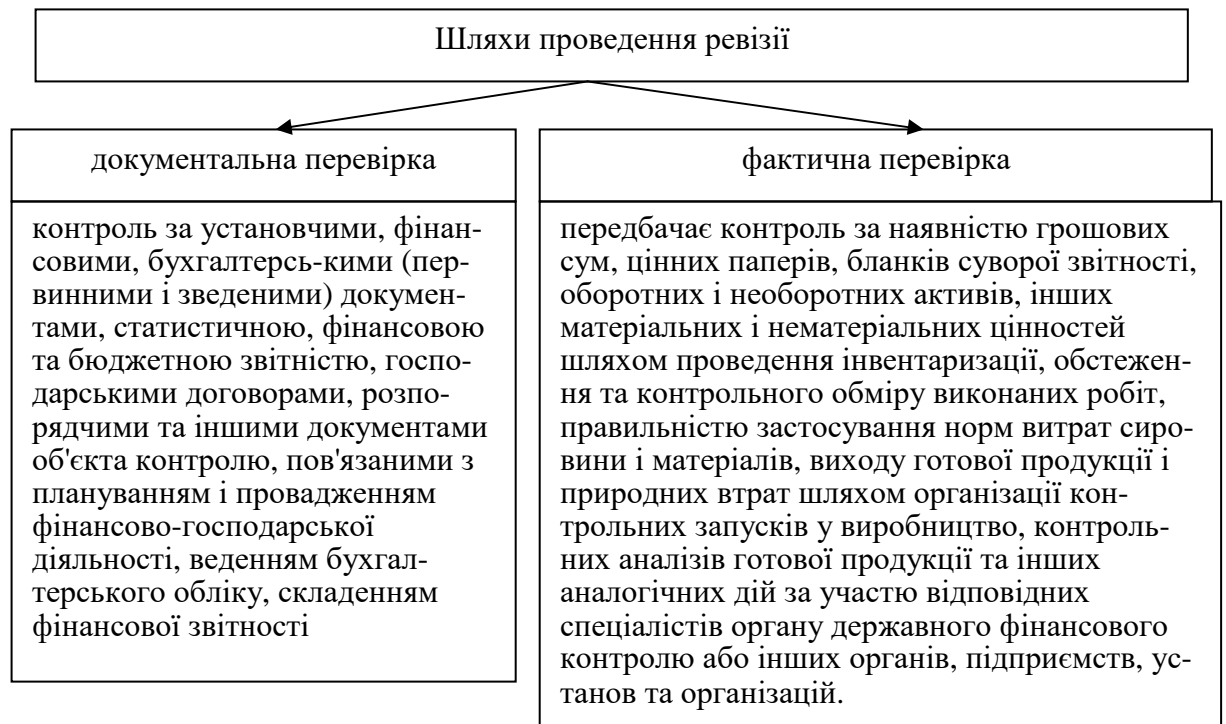 Шляхи проведення ревізії
документальна перевірка
контроль за установчими, фінан-
совими, бухгалтерсь-кими (пер-
винними і зведеними) докумен-
тами, статистичною, фінансовою
та бюджетною звітністю, госпо-
дарськими договорами, розпо-
рядчими та іншими документами
об'єкта контролю, пов'язаними з
плануванням і провадженням
фінансово-господарської
діяльності, веденням бухгал-
терського обліку, складенням
фінансової звітності
фактична перевірка
передбачає контроль за наявністю грошових
сум, цінних паперів, бланків суворої звітності,
оборотних і необоротних активів, інших
матеріальних і нематеріальних цінностей
шляхом проведення інвентаризації, обстежен-
ня та контрольного обміру виконаних робіт,
правильністю застосування норм витрат сиро-
вини і матеріалів, виходу готової продукції і
природних втрат шляхом організації кон-
трольних запусків у виробництво, контроль-
них аналізів готової продукції та інших
аналогічних дій за участю відповідних
спеціалістів органу державного фінансового
контролю або інших органів, підприємств, ус-
танов та організацій.